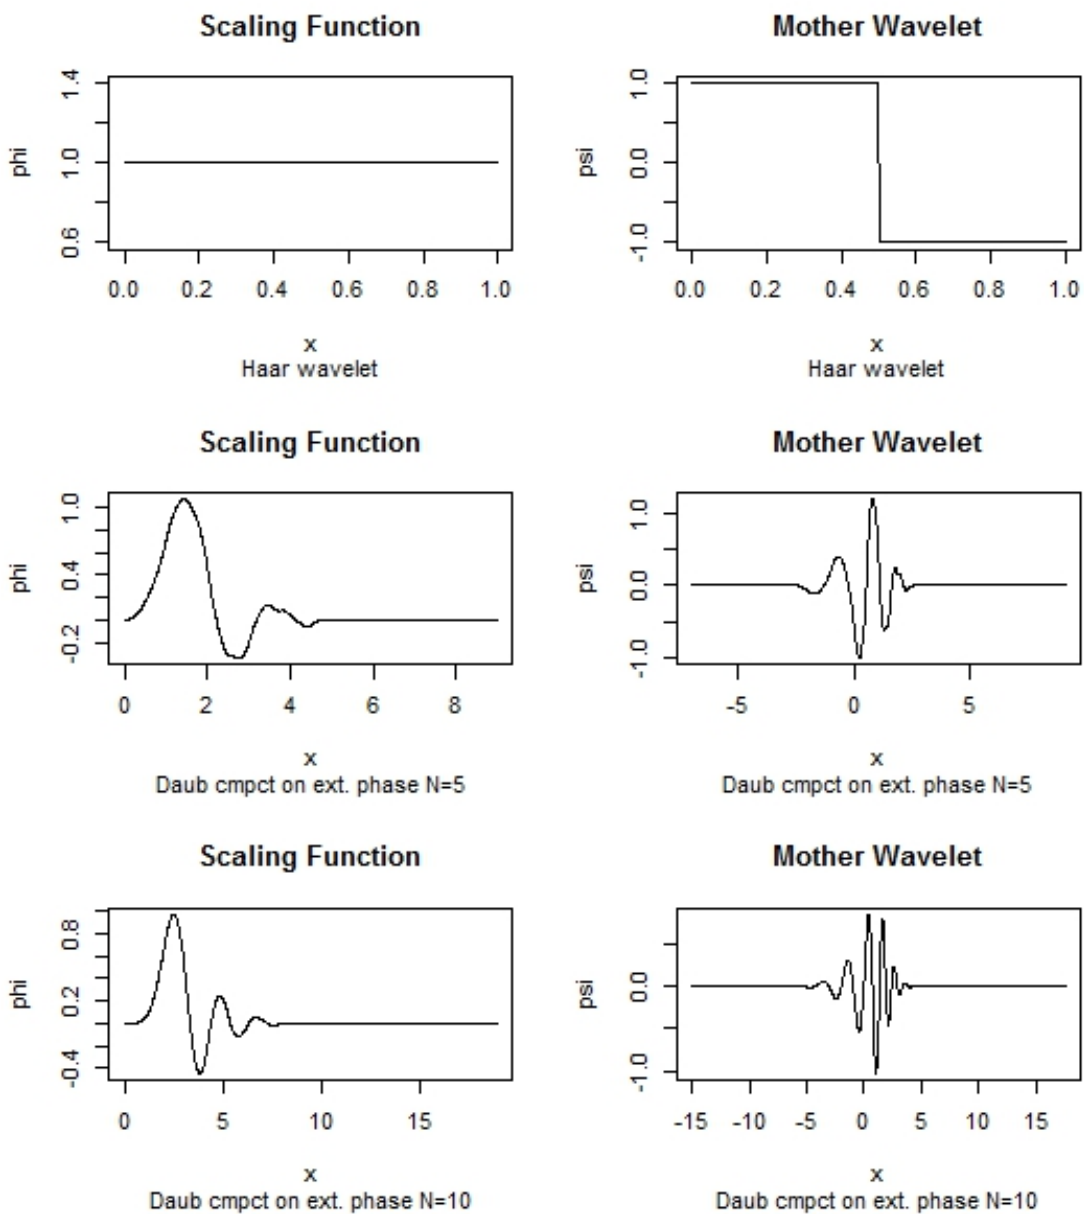 Scaling Function
phi
1.4
1.0
0.6
0.0 0.2 0.4 0.6 0.8 1.0
x
Haar wavelet
Mother Wavelet
psi
1.0
0.0
-1.0
0.0 0.2 0.4 0.6 0.8 1.0
x
Haar wavelet
Scaling Function
phi
1.0
0.4
-0.2
0 2 4 6 8
x
Daub cmpct on ext. phase N=5
Mother Wavelet
psi
1.0
0.0
-1.0
-5 0 5
x
Daub cmpct on ext. phase N=5
Scaling Function
phi
0.8
0.2
-0.4
0 5 10 15
x
Daub cmpct on ext. phase N=10
Mother Wavelet
psi
0.0
-1.0
-15 -10 -5 0 5 10 15
x
Daub cmpct on ext. phase N=10